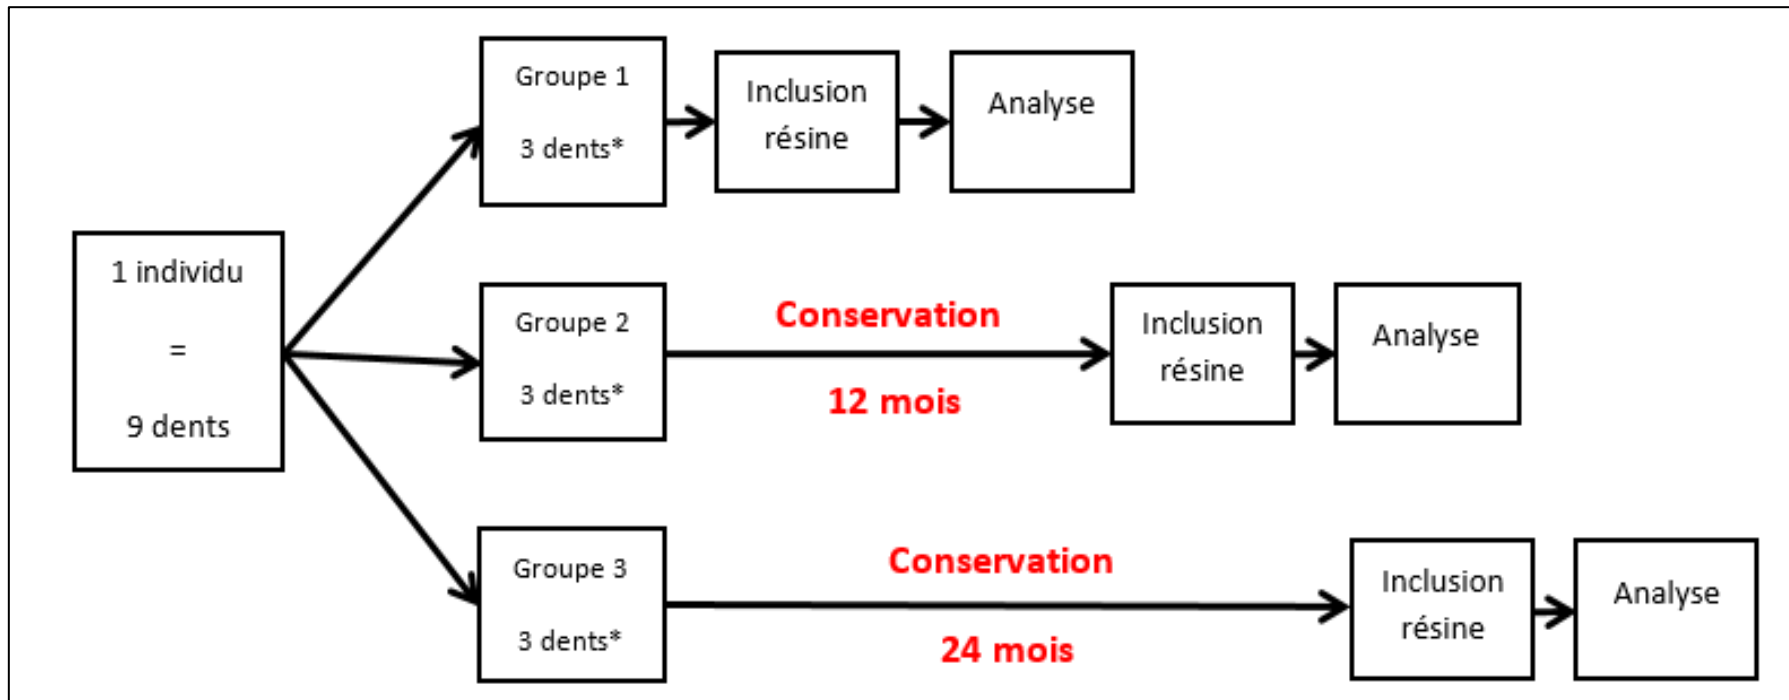 1 individu
=
9 dents
Groupe 1
3 dents*
Inclusion
résine
Analyse
Groupe 2
3 dents*
Conservation
12 mois
Inclusion
résine
Analyse
Groupe 3
3 dents*
Conservation
24 mois
Inclusion
résine
Analyse